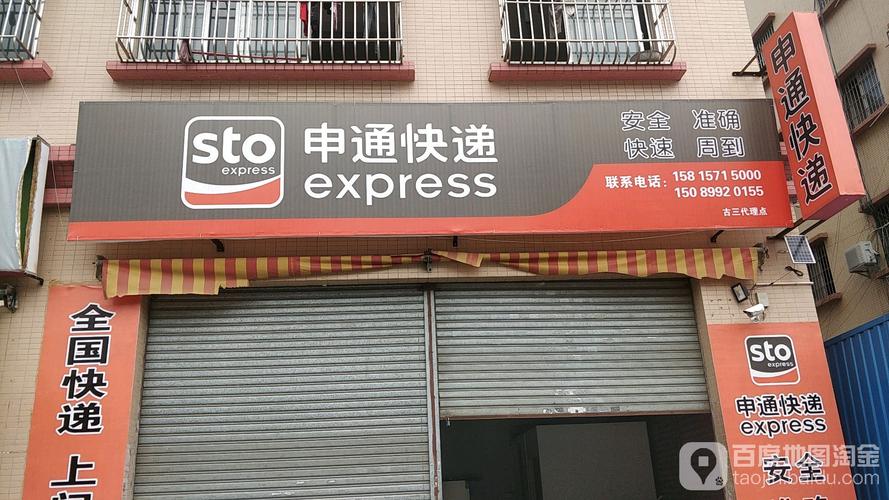 sto
express
申通快递
express
安全 准确
快速 周到
联系电话：
158 1571 5000
150 8992 0155
古三代理点
申通快递
全国快递 上
sto
express
申通快递
express
安全
百度地图淘金
taojin.baidu.com